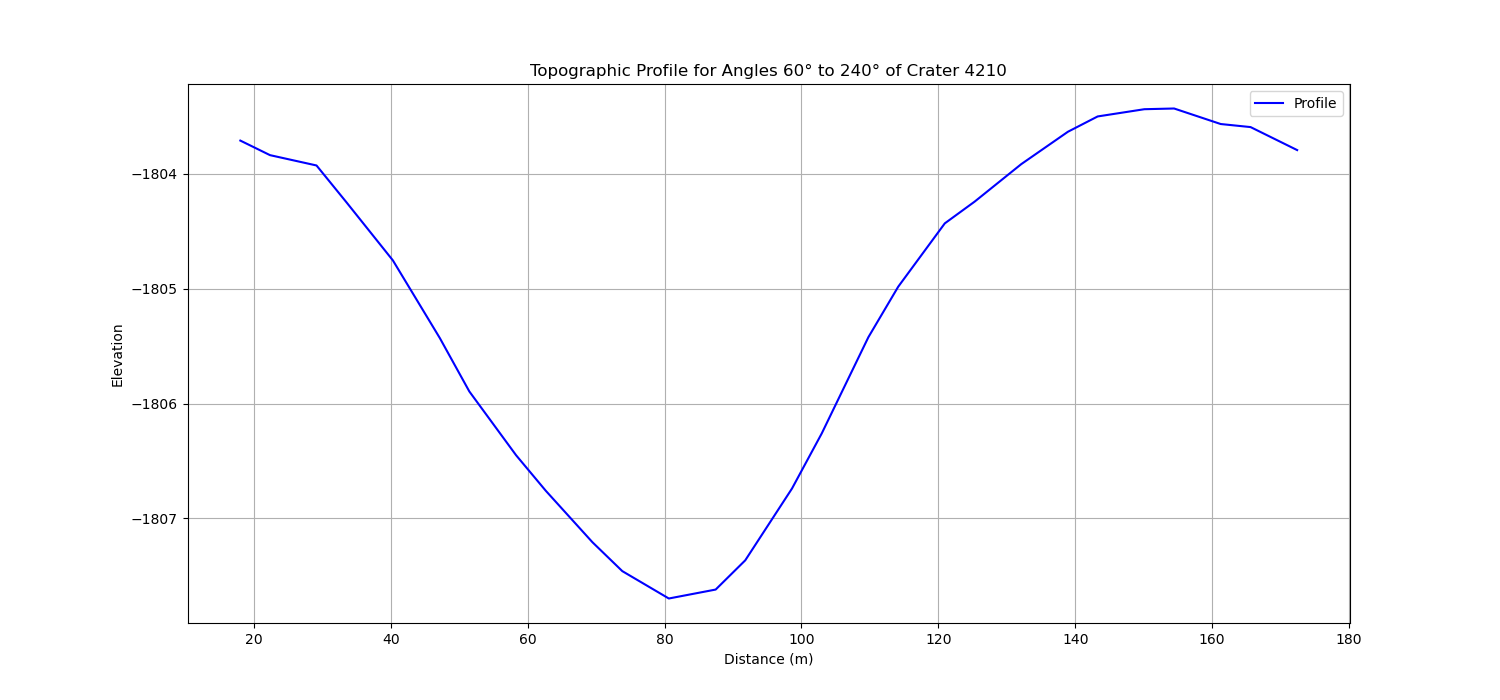 Topographic Profile for Angles 60° to 240° of Crater 4210
Profile
−1804
−1805
−1806
−1807
Elevation
20 40 60 80 100 120 140 160 180
Distance (m)